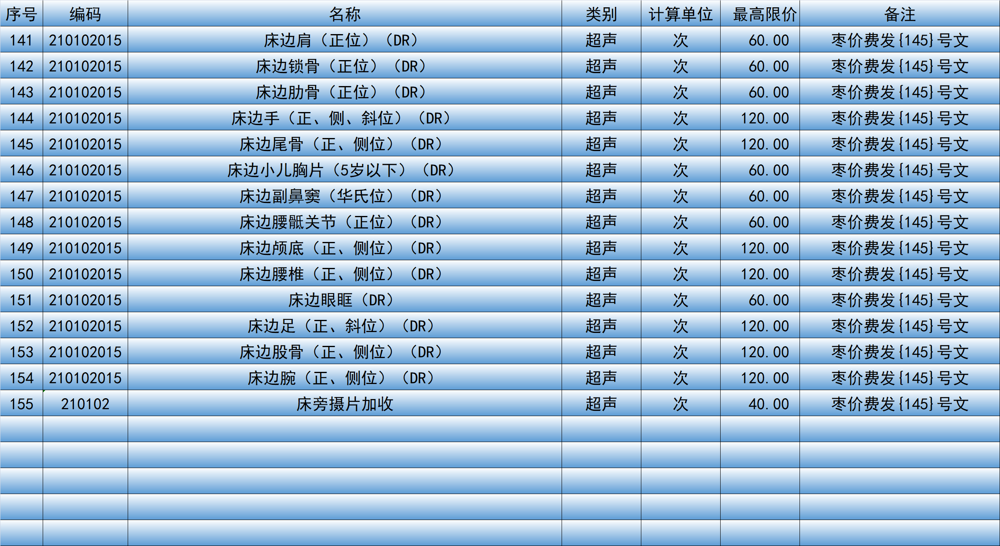 序号 编码 名称 类别 计算单位 最高限价 备注
141 210102015 床边肩（正位）（DR） 超声 次 60.00 枣价费发{145}号文
142 210102015 床边锁骨（正位）（DR） 超声 次 60.00 枣价费发{145}号文
143 210102015 床边肋骨（正位）（DR） 超声 次 60.00 枣价费发{145}号文
144 210102015 床边手（正、侧、斜位）（DR） 超声 次 120.00 枣价费发{145}号文
145 210102015 床边尾骨（正、侧位）（DR） 超声 次 120.00 枣价费发{145}号文
146 210102015 床边小儿胸片（5岁以下）（DR） 超声 次 60.00 枣价费发{145}号文
147 210102015 床边副鼻窦（华氏位）（DR） 超声 次 60.00 枣价费发{145}号文
148 210102015 床边腰骶关节（正位）（DR） 超声 次 60.00 枣价费发{145}号文
149 210102015 床边颅底（正、侧位）（DR） 超声 次 120.00 枣价费发{145}号文
150 210102015 床边腰椎（正、侧位）（DR） 超声 次 120.00 枣价费发{145}号文
151 210102015 床边眼眶（DR） 超声 次 60.00 枣价费发{145}号文
152 210102015 床边足（正、斜位）（DR） 超声 次 120.00 枣价费发{145}号文
153 210102015 床边股骨（正、侧位）（DR） 超声 次 120.00 枣价费发{145}号文
154 210102015 床边腕（正、侧位）（DR） 超声 次 120.00 枣价费发{145}号文
155 210102 床旁摄片加收 超声 次 40.00 枣价费发{145}号文